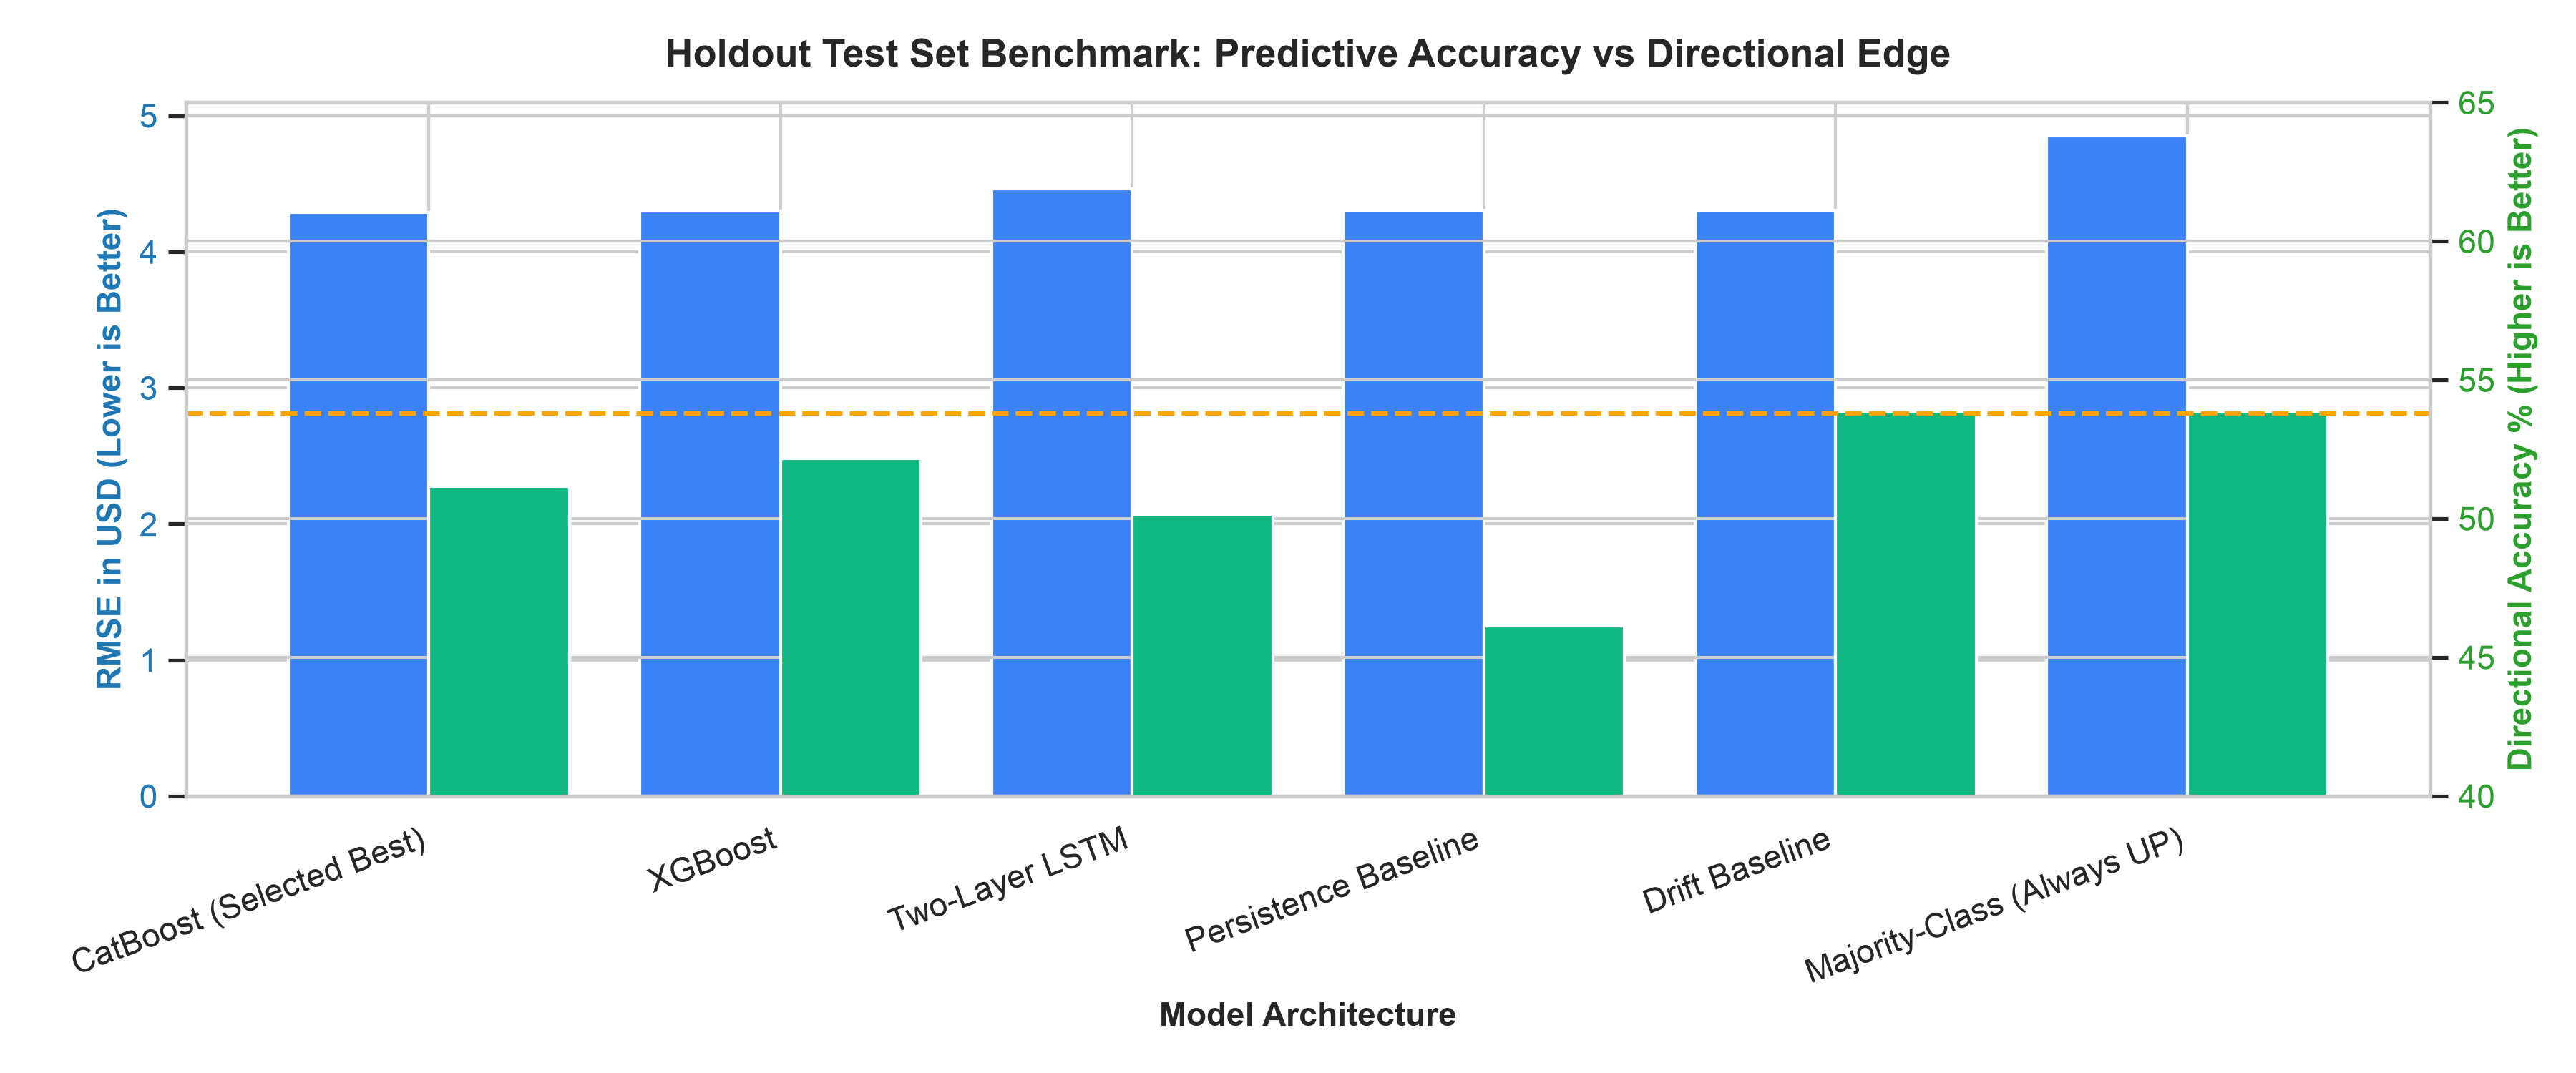 Holdout Test Set Benchmark: Predictive Accuracy vs Directional Edge
RMSE in USD (Lower is Better)
5
4
3
2
1
0
65
60
55
50
45
40
Directional Accuracy % (Higher is Better)
CatBoost (Selected Best)
XGBoost
Two-Layer LSTM
Persistence Baseline
Drift Baseline
Majority-Class (Always UP)
Model Architecture